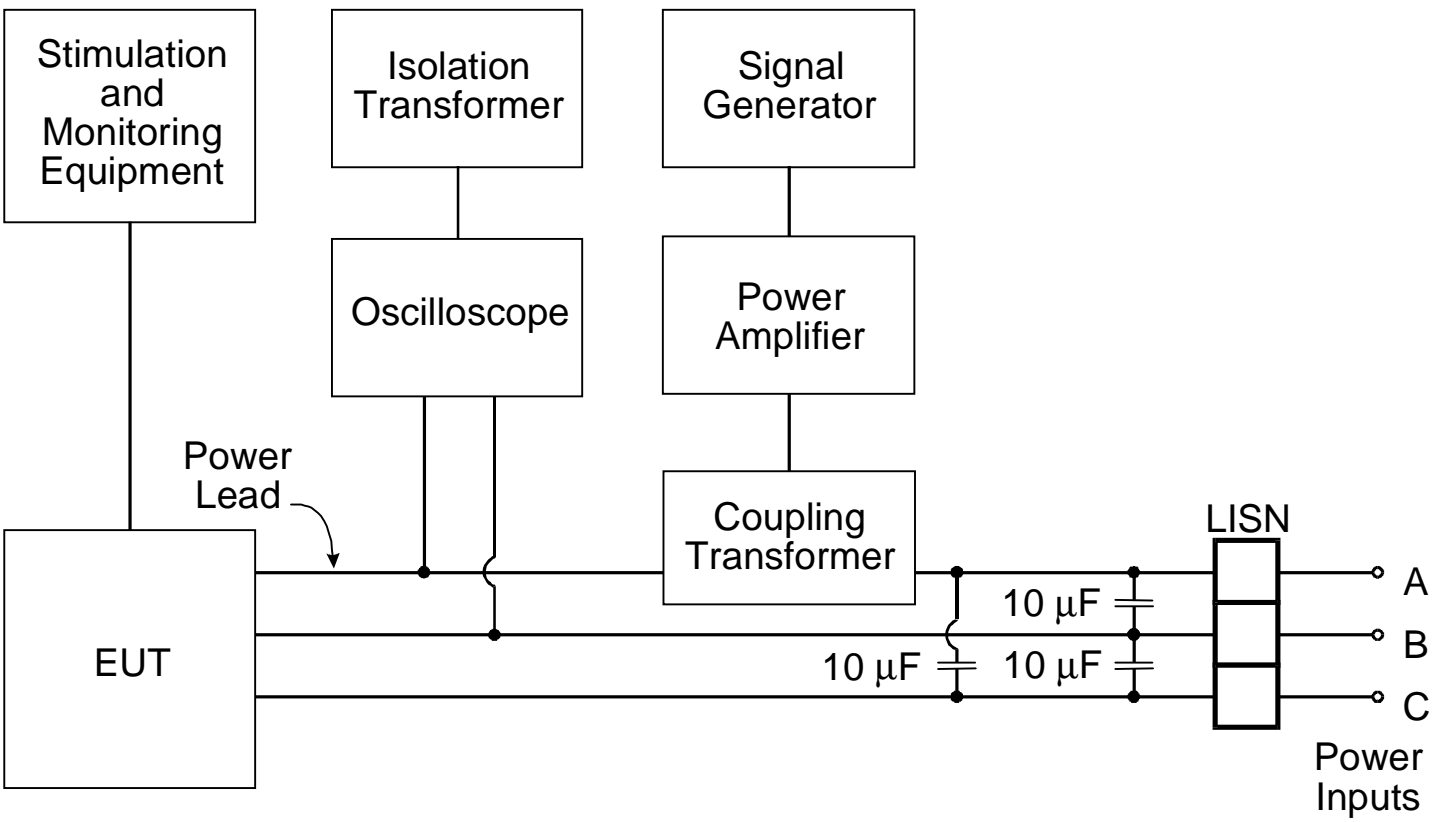 Stimulation
and
Monitoring
Equipment
Isolation
Transformer
Signal
Generator
Oscilloscope
Power
Amplifier
Power
Lead
Coupling
Transformer
LISN
EUT
10 μF
10 μF
10 μF
A
B
C
Power
Inputs